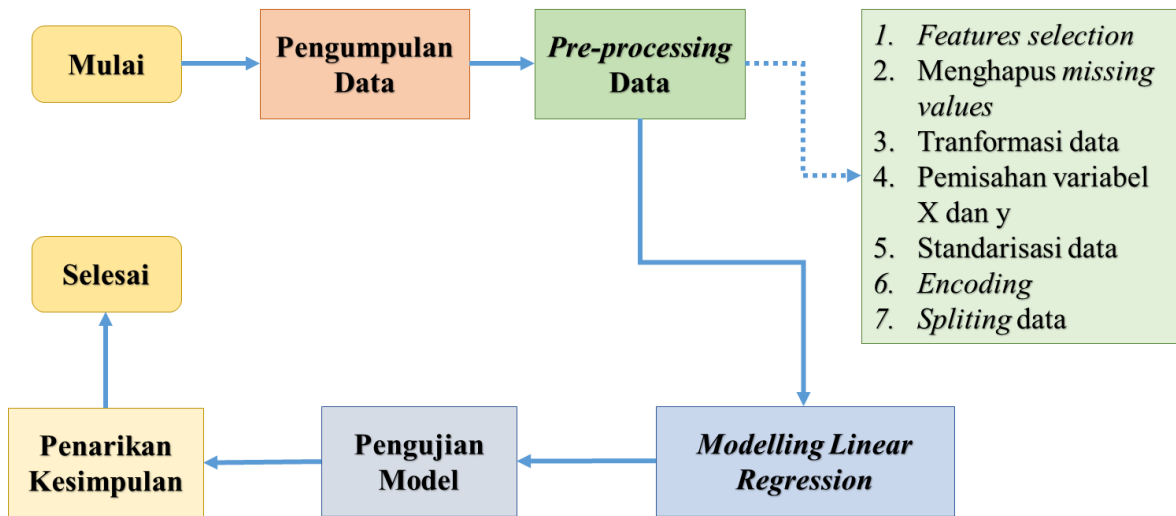 Mulai
Pengumpulan
Data
Pre-processing
Data
1. Features selection
2. Menghapus missing
values
3. Tranformasi data
4. Pemisahan variabel
X dan y
5. Standarisasi data
6. Encoding
7. Spliting data
Selesai
Penarikan
Kesimpulan
Pengujian
Model
Modelling Linear
Regression